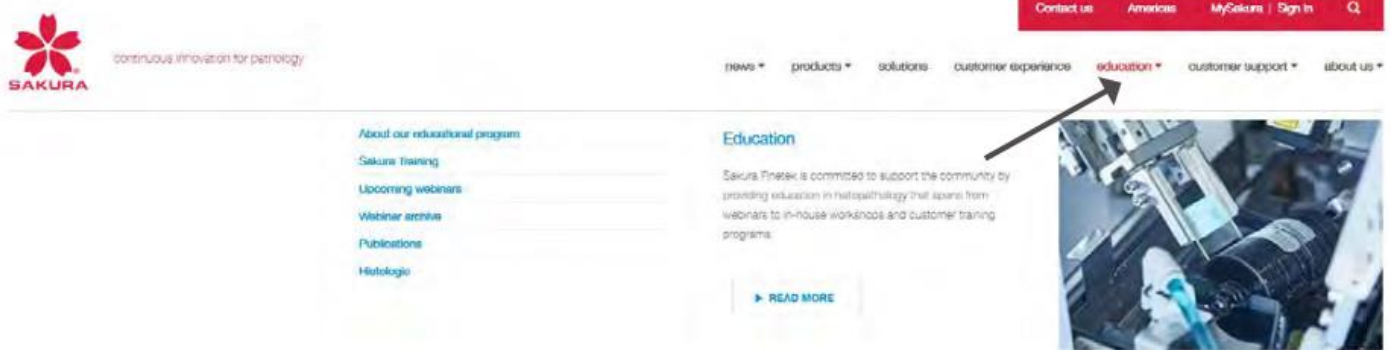 Contact us Americas MySakura | Sign In
SAKURA
continuous innovation for pathology
news products solutions customer experience education customer support about us
About our educational program
Sakura Training
Upcoming webinars
Webinar archive
Publications
Histologic
Education
Sakura Finetek is committed to support the community by
providing education in histopathology that spans from
webinars to in-house workshops and customer training
programs.
READ MORE